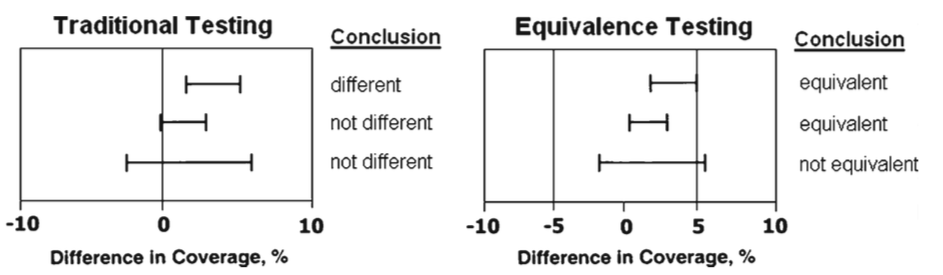 Traditional Testing
Conclusion
different
not different
not different
-10 0 10
Difference in Coverage, %
Equivalence Testing
Conclusion
equivalent
equivalent
not equivalent
-10 -5 0 5 10
Difference in Coverage, %